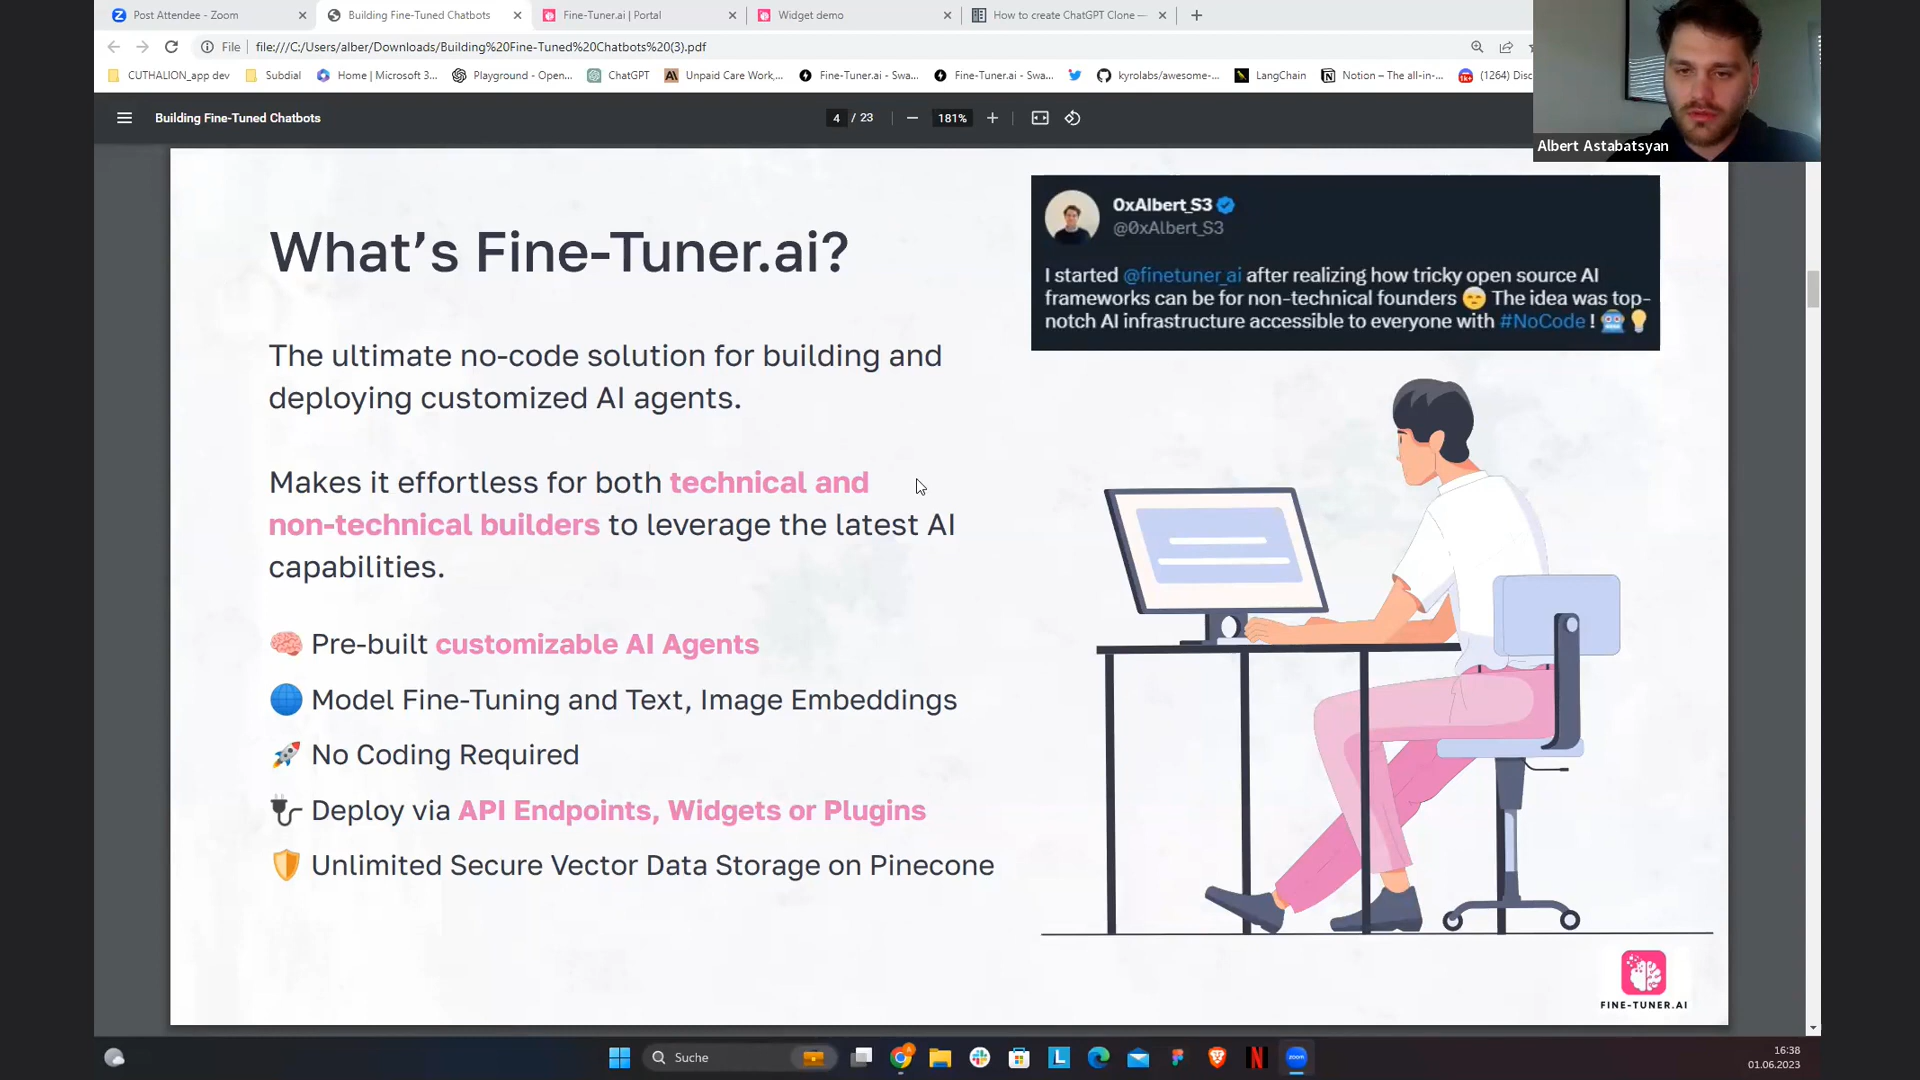 Post Attendee - Zoom
Building Fine-Tuned Chatbots
Fine-Tuner.ai | Portal
Widget demo
How to create ChatGPT Clone —
File
file:///C:/Users/alber/Downloads/Building%20Fine-Tuned%20Chatbots%20(3).pdf
CUTHALION_app dev
Subdial
Home | Microsoft 3...
Playground - Open...
ChatGPT
Unpaid Care Work,...
Fine-Tuner.ai - Swa...
Fine-Tuner.ai - Swa...
kyrolabs/awesome-...
LangChain
Notion – The all-in-...
(1264) Disc
Building Fine-Tuned Chatbots
4 / 23
181%
Albert Astabatsyan
What’s Fine-Tuner.ai?
The ultimate no-code solution for building and
deploying customized AI agents.
Makes it effortless for both technical and
non-technical builders to leverage the latest AI
capabilities.
Pre-built customizable AI Agents
Model Fine-Tuning and Text, Image Embeddings
No Coding Required
Deploy via API Endpoints, Widgets or Plugins
Unlimited Secure Vector Data Storage on Pinecone
0xAlbert_S3
@0xAlbert_S3
I started @finetuner_ai after realizing how tricky open source AI
frameworks can be for non-technical founders The idea was top-
notch AI infrastructure accessible to everyone with #NoCode !
FINE-TUNER.AI
Suche
zoom
16:38
01.06.2023